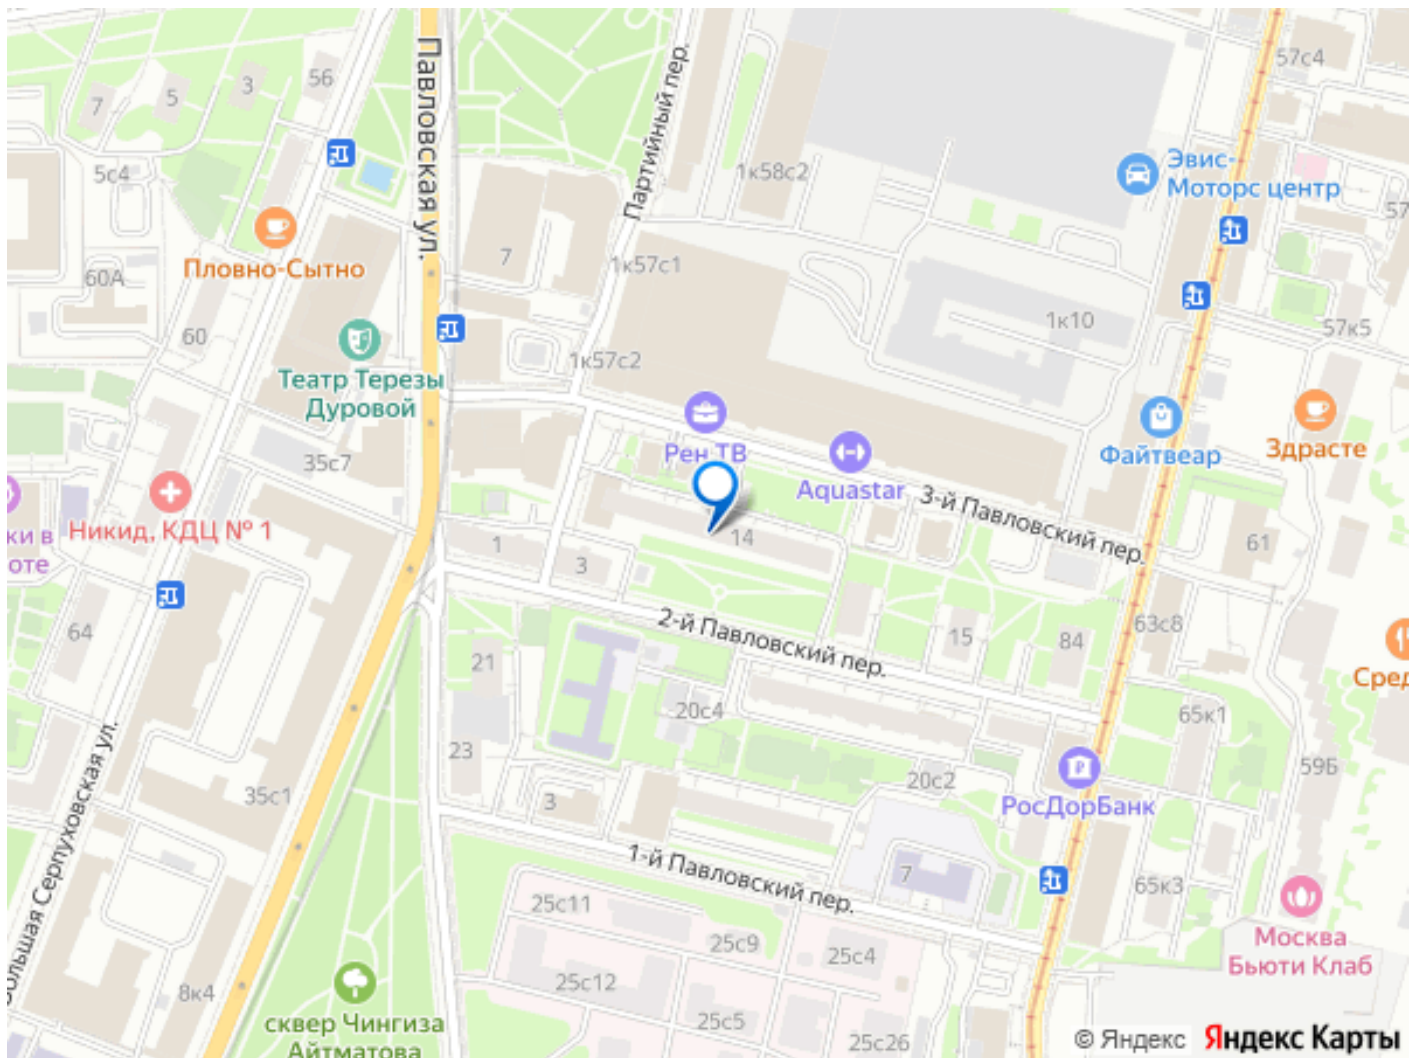 57с4
56
3
5
7
Павловская ул.
Партийный пер.
5с4
1к58с2
Эвис-
Моторс центр
57
Пловно-Сытно
7
1к57с1
60А
60
1к10
57к5
1к57с2
Театр Терезы
Дуровой
Рен ТВ
Файтвеар
Здрасте
35с7
Aquastar
3-й Павловский пер.
Никид, КДЦ № 1
ки в
оте
1
14
61
3
64
2-й Павловский пер.
15
84
63с8
21
Сред
20с4
65к1
23
59Б
20с2
35с1
3
РосДорБанк
Большая Серпуховская ул.
1-й Павловский пер.
7
65к3
25с11
25с9
25с4
Москва
Бьюти Клаб
25с12
8к4
25с5
сквер Чингиза
Айтматова
25с26
© Яндекс Яндекс Карты